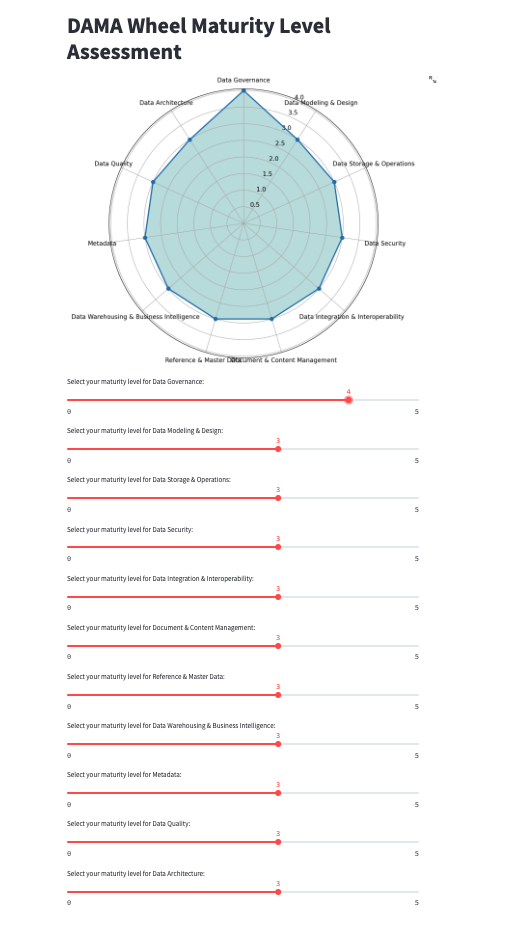 DAMA Wheel Maturity Level
Assessment
Data Governance
Data Architecture
4.0
Data Modeling & Design
3.5
3.0
2.5
Data Quality
2.0
Data Storage & Operations
1.5
1.0
0.5
Metadata
Data Security
Data Warehousing & Business Intelligence
Data Integration & Interoperability
Reference & Master Data
Document & Content Management
Select your maturity level for Data Governance:
4
0 5
Select your maturity level for Data Modeling & Design:
3
0 5
Select your maturity level for Data Storage & Operations:
3
0 5
Select your maturity level for Data Security:
3
0 5
Select your maturity level for Data Integration & Interoperability:
3
0 5
Select your maturity level for Document & Content Management:
3
0 5
Select your maturity level for Reference & Master Data:
3
0 5
Select your maturity level for Data Warehousing & Business Intelligence:
3
0 5
Select your maturity level for Metadata:
3
0 5
Select your maturity level for Data Quality:
3
0 5
Select your maturity level for Data Architecture:
3
0 5